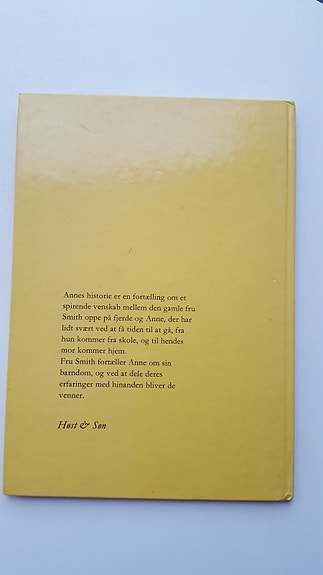 Annes historie er en fortælling om et
spirende venskab mellem den gamle fru
Smith oppe på fjerde og Anne, der har
lidt svært ved at få tiden til at gå, fra
hun kommer fra skole, og til hendes
mor kommer hjem.
Fru Smith fortæller Anne om sin
barndom, og ved at dele deres
erfaringer med hinanden bliver de
venner.
Høst & Søn